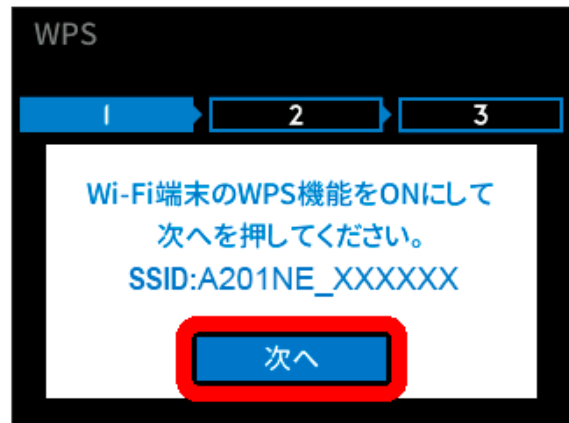 WPS
1 2 3
Wi-Fi端末のWPS機能をONにして
次へを押してください。
SSID:A201NE_XXXXXX
次へ